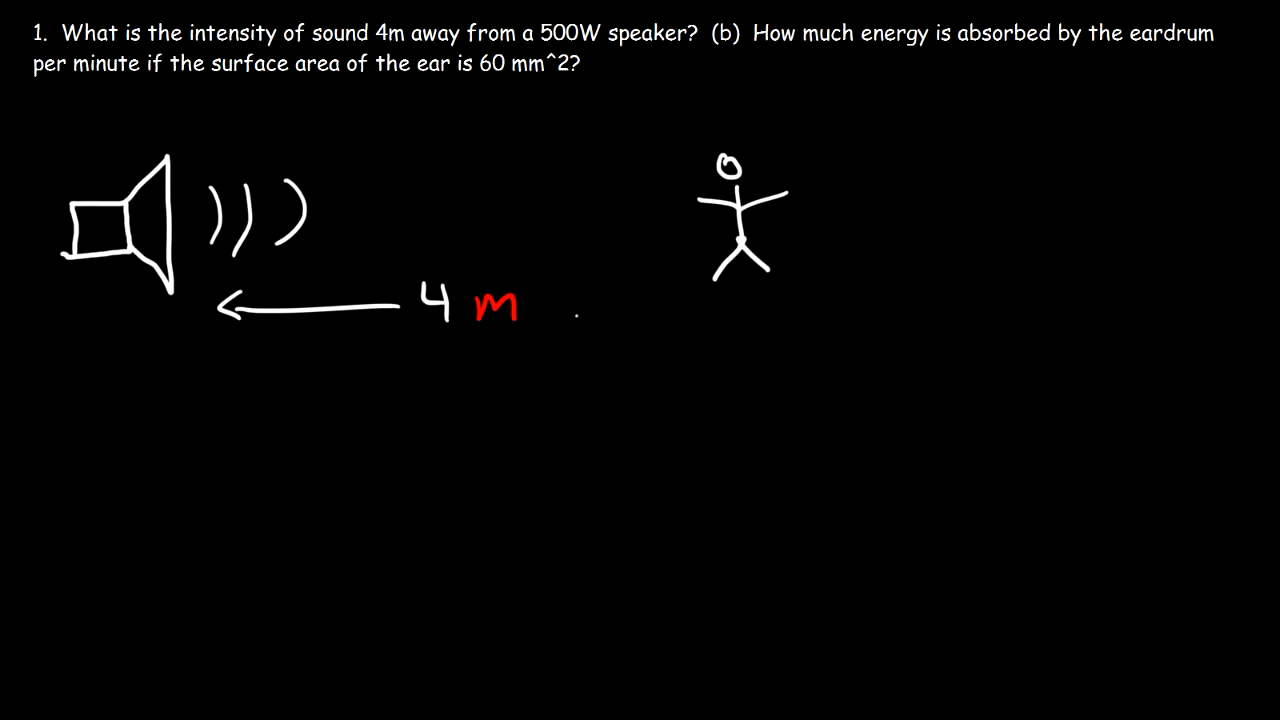 1. What is the intensity of sound 4m away from a 500W speaker? (b) How much energy is absorbed by the eardrum
per minute if the surface area of the ear is 60 mm^2?
4 m